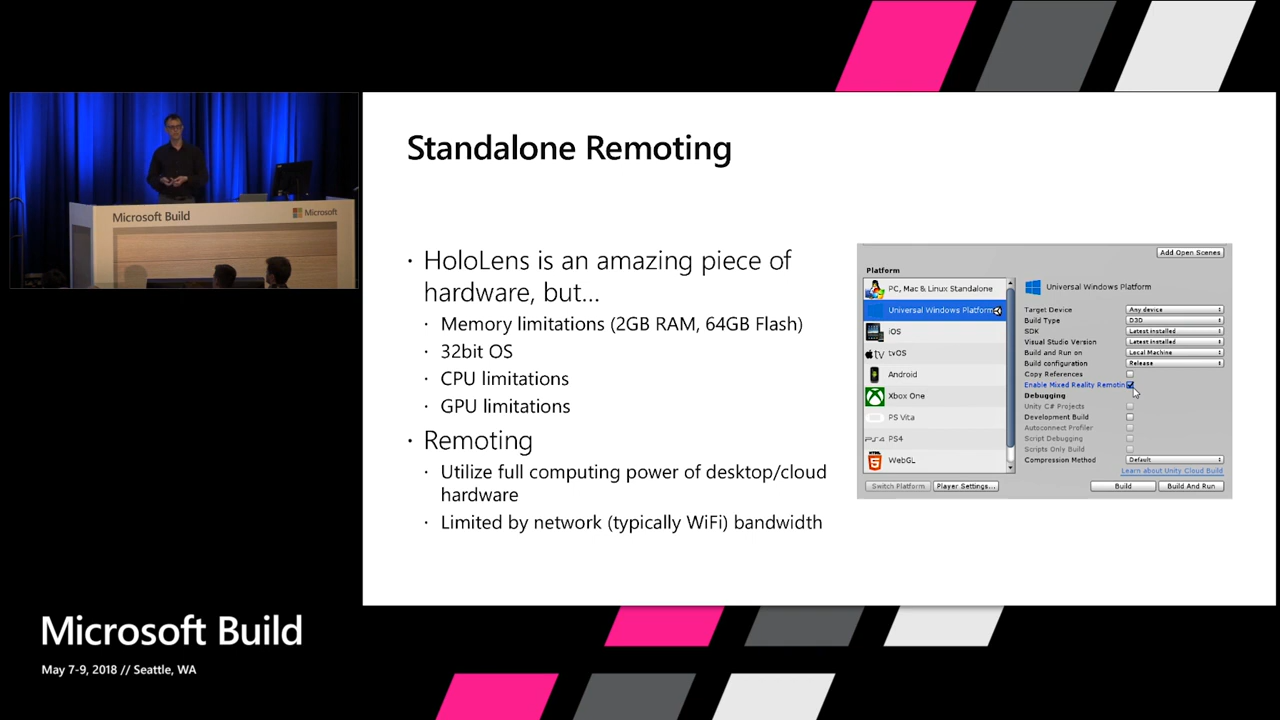 Microsoft Build
Microsoft
Standalone Remoting
· HoloLens is an amazing piece of
hardware, but...
· Memory limitations (2GB RAM, 64GB Flash)
· 32bit OS
· CPU limitations
· GPU limitations
· Remoting
· Utilize full computing power of desktop/cloud
hardware
· Limited by network (typically WiFi) bandwidth
Add Open Scenes
Platform
PC, Mac & Linux Standalone
Universal Windows Platform
iOS
tv tvOS
Android
Xbox One
PS Vita
PS4 PS4
HTML 5 WebGL
Switch Platform
Player Settings...
Universal Windows Platform
Target Device Any device
Build Type D3D
SDK Latest installed
Visual Studio Version Latest installed
Build and Run on Local Machine
Build configuration Release
Copy References
Enable Mixed Reality Remotin
Debugging
Unity C# Projects
Development Build
Autoconnect Profiler
Script Debugging
Scripts Only Build
Compression Method Default
Learn about Unity Cloud Build
Build
Build And Run
Microsoft Build
May 7-9, 2018 // Seattle, WA